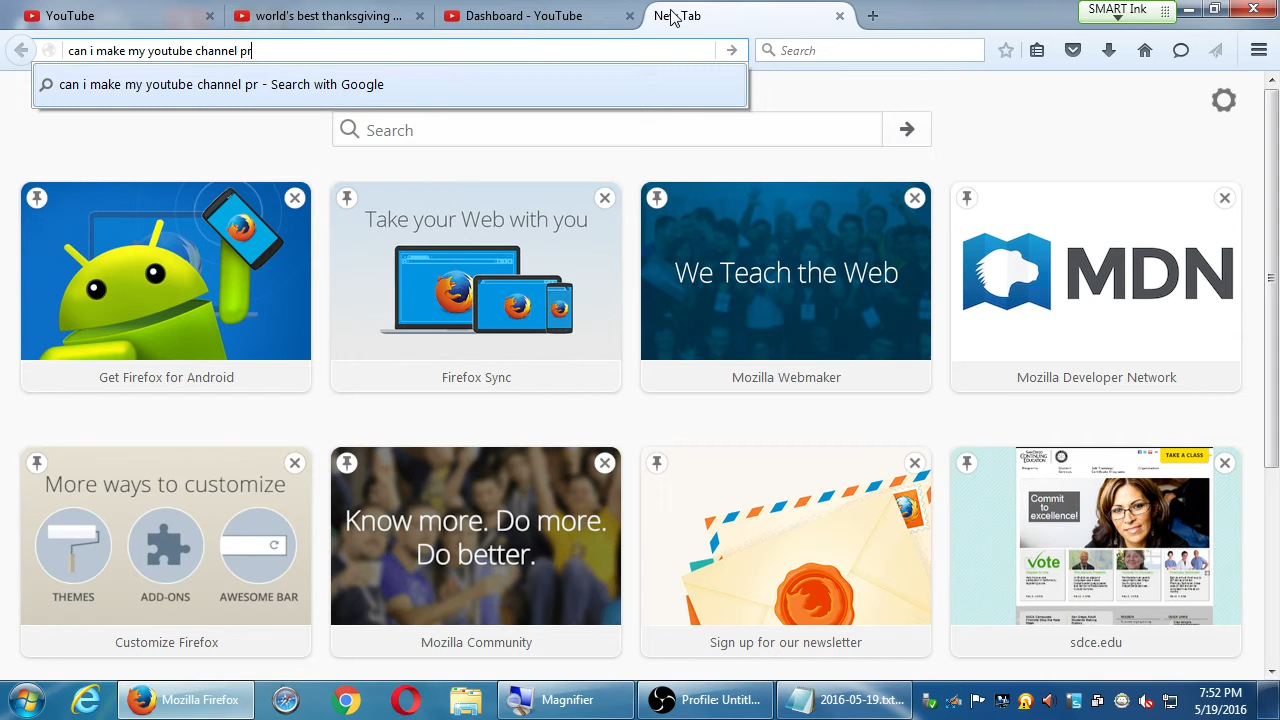 YouTube
world's best thanksgiving ...
Dashboard - YouTube
New Tab
SMART Ink
can i make my youtube channel pr
Search
can i make my youtube channel pr - Search with Google
Search
Take your Web with you
We Teach the Web
MDN
Get Firefox for Android
Firefox Sync
Mozilla Webmaker
Mozilla Developer Network
More ways to customize
THEMES
ADD-ONS
AWESOME BAR
Know more. Do more.
Do better.
TAKE A CLASS
Commit
to
excellence!
vote
Customize Firefox
Mozilla Community
Sign up for our newsletter
sdce.edu
Mozilla Firefox
Magnifier
Profile: Untitl...
2016-05-19.txt...
7:52 PM
5/19/2016